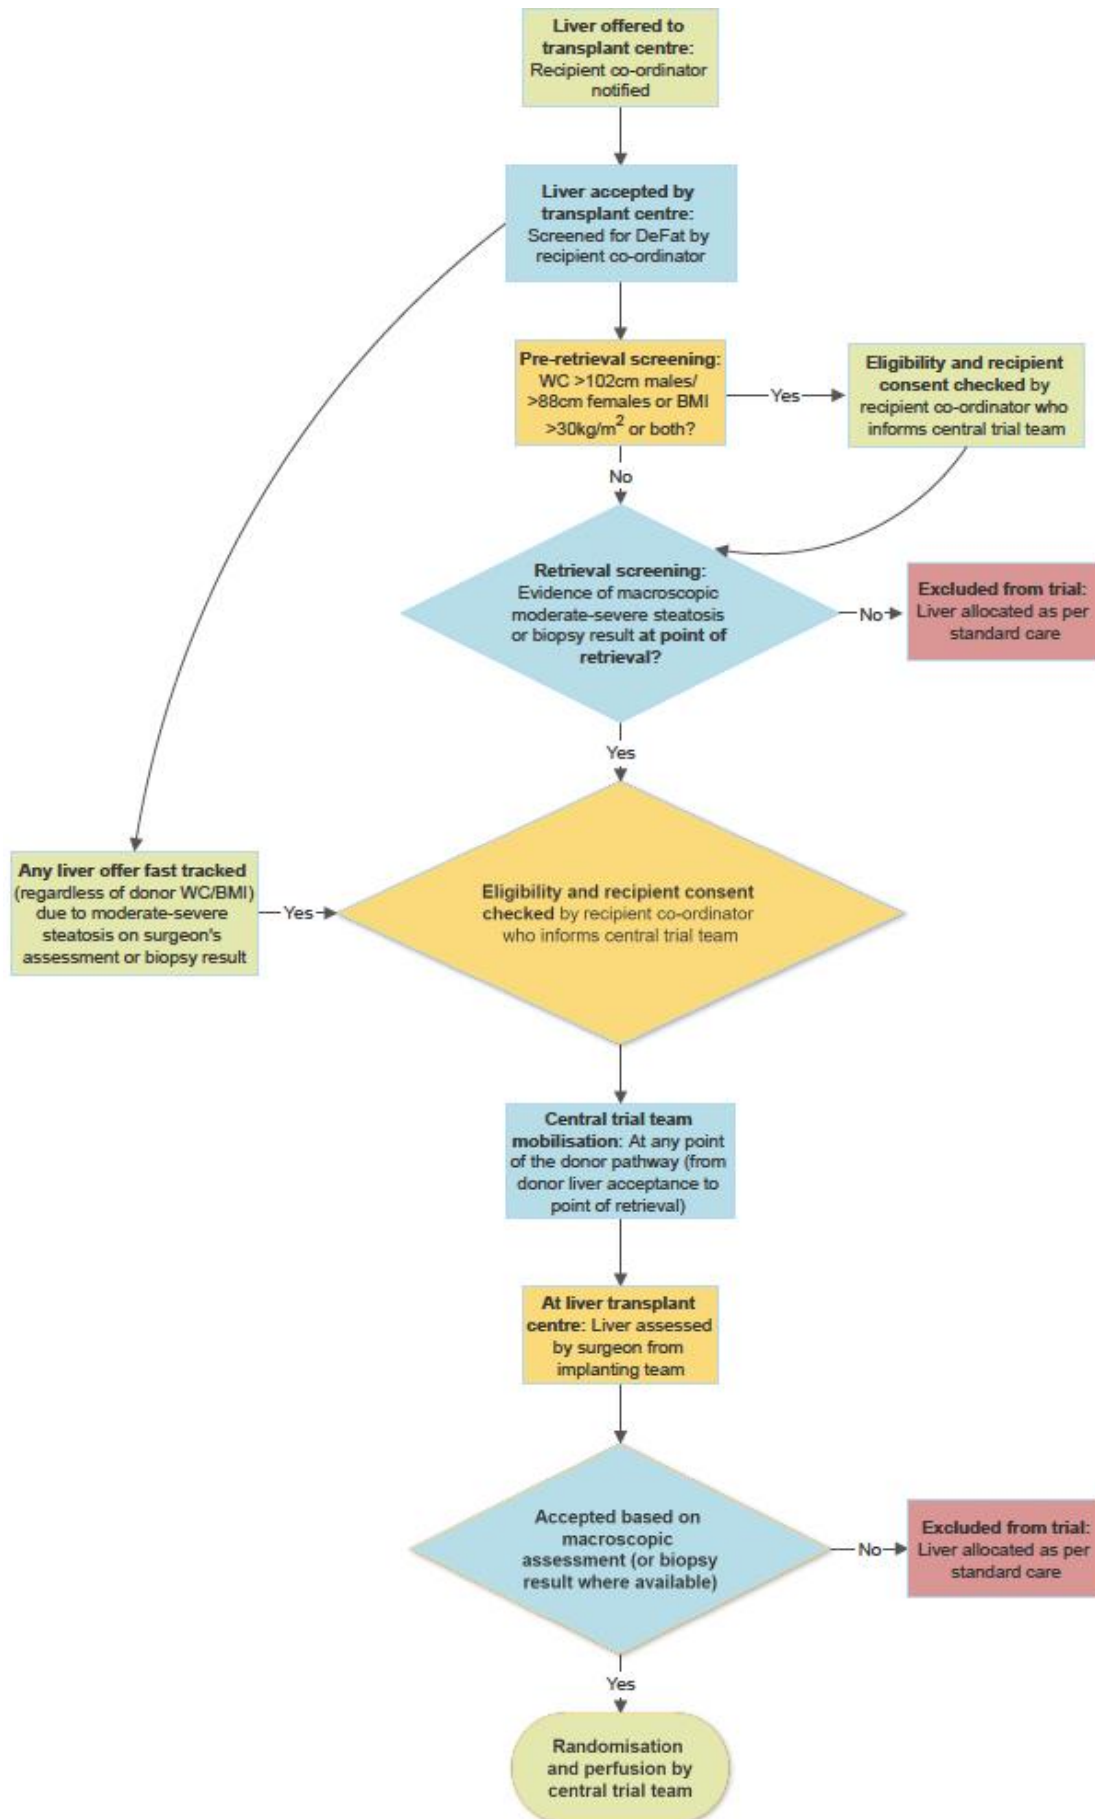 Liver offered to
transplant centre:
Recipient co-ordinator
notified
Liver accepted by
transplant centre:
Screened for DeFat by
recipient co-ordinator
Pre-retrieval screening:
WC >102cm males/
>88cm females or BMI
>30kg/m² or both?
Yes
Eligibility and recipient
consent checked by
recipient co-ordinator who
informs central trial team
No
Retrieval screening:
Evidence of macroscopic
moderate-severe steatosis
or biopsy result at point of
retrieval?
No
Excluded from trial:
Liver allocated as per
standard care
Yes
Any liver offer fast tracked
(regardless of donor WC/BMI)
due to moderate-severe
steatosis on surgeon's
assessment or biopsy result
Yes
Eligibility and recipient consent
checked by recipient co-ordinator
who informs central trial team
Central trial team
mobilisation: At any point
of the donor pathway (from
donor liver acceptance to
point of retrieval)
At liver transplant
centre: Liver assessed
by surgeon from
implanting team
Accepted based on
macroscopic
assessment (or biopsy
result where available)
No
Excluded from trial:
Liver allocated as per
standard care
Yes
Randomisation
and perfusion by
central trial team